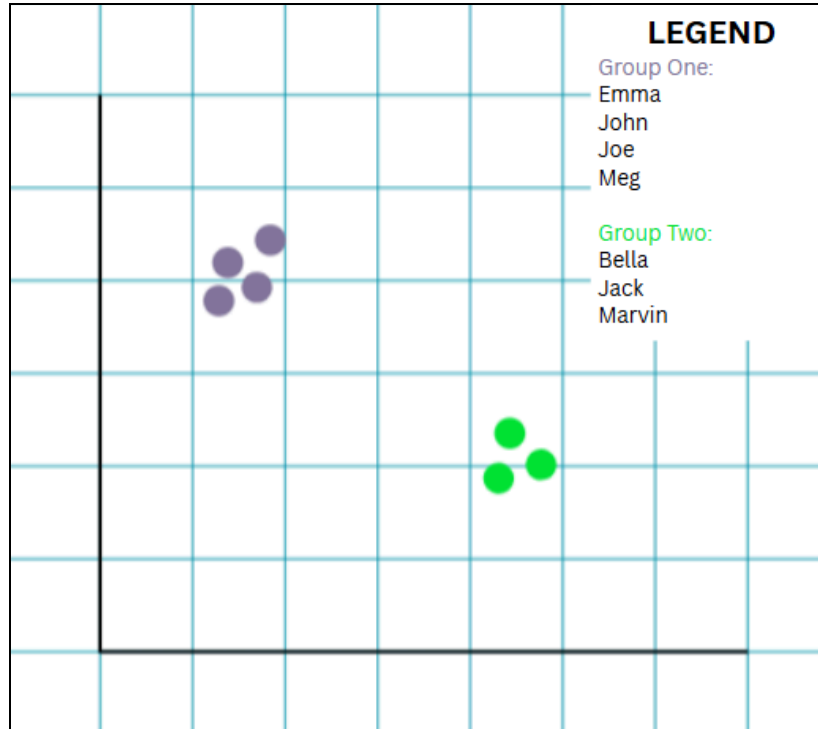 LEGEND
Group One:
Emma
John
Joe
Meg
Group Two:
Bella
Jack
Marvin